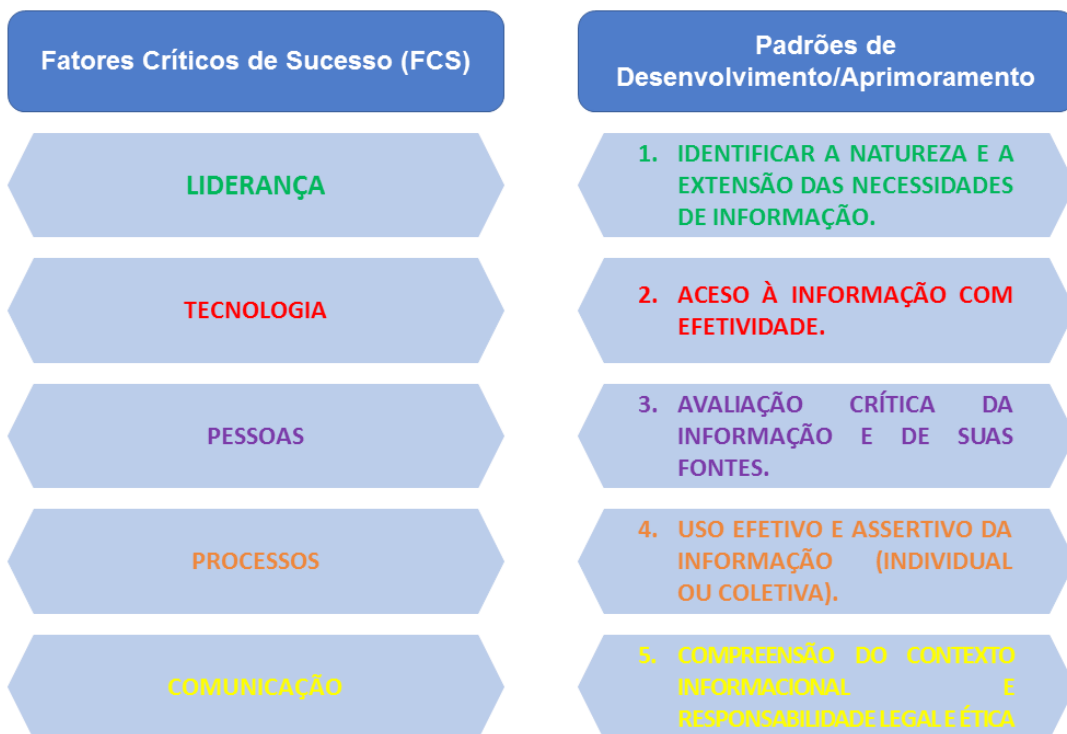 Fatores Críticos de Sucesso (FCS)
Padrões de
Desenvolvimento/Aprimoramento
LIDERANÇA
1. IDENTIFICAR A NATUREZA E A
EXTENSÃO DAS NECESSIDADES
DE INFORMAÇÃO.
TECNOLOGIA
2. ACESO À INFORMAÇÃO COM
EFETIVIDADE.
PESSOAS
3. AVALIAÇÃO CRÍTICA DA
INFORMAÇÃO E DE SUAS
FONTES.
PROCESSOS
4. USO EFETIVO E ASSERTIVO DA
INFORMAÇÃO (INDIVIDUAL
OU COLETIVA).
COMUNICAÇÃO
5. COMPREENSÃO DO CONTEXTO
INFORMACIONAL E
RESPONSABILIDADE LEGAL E ÉTICA